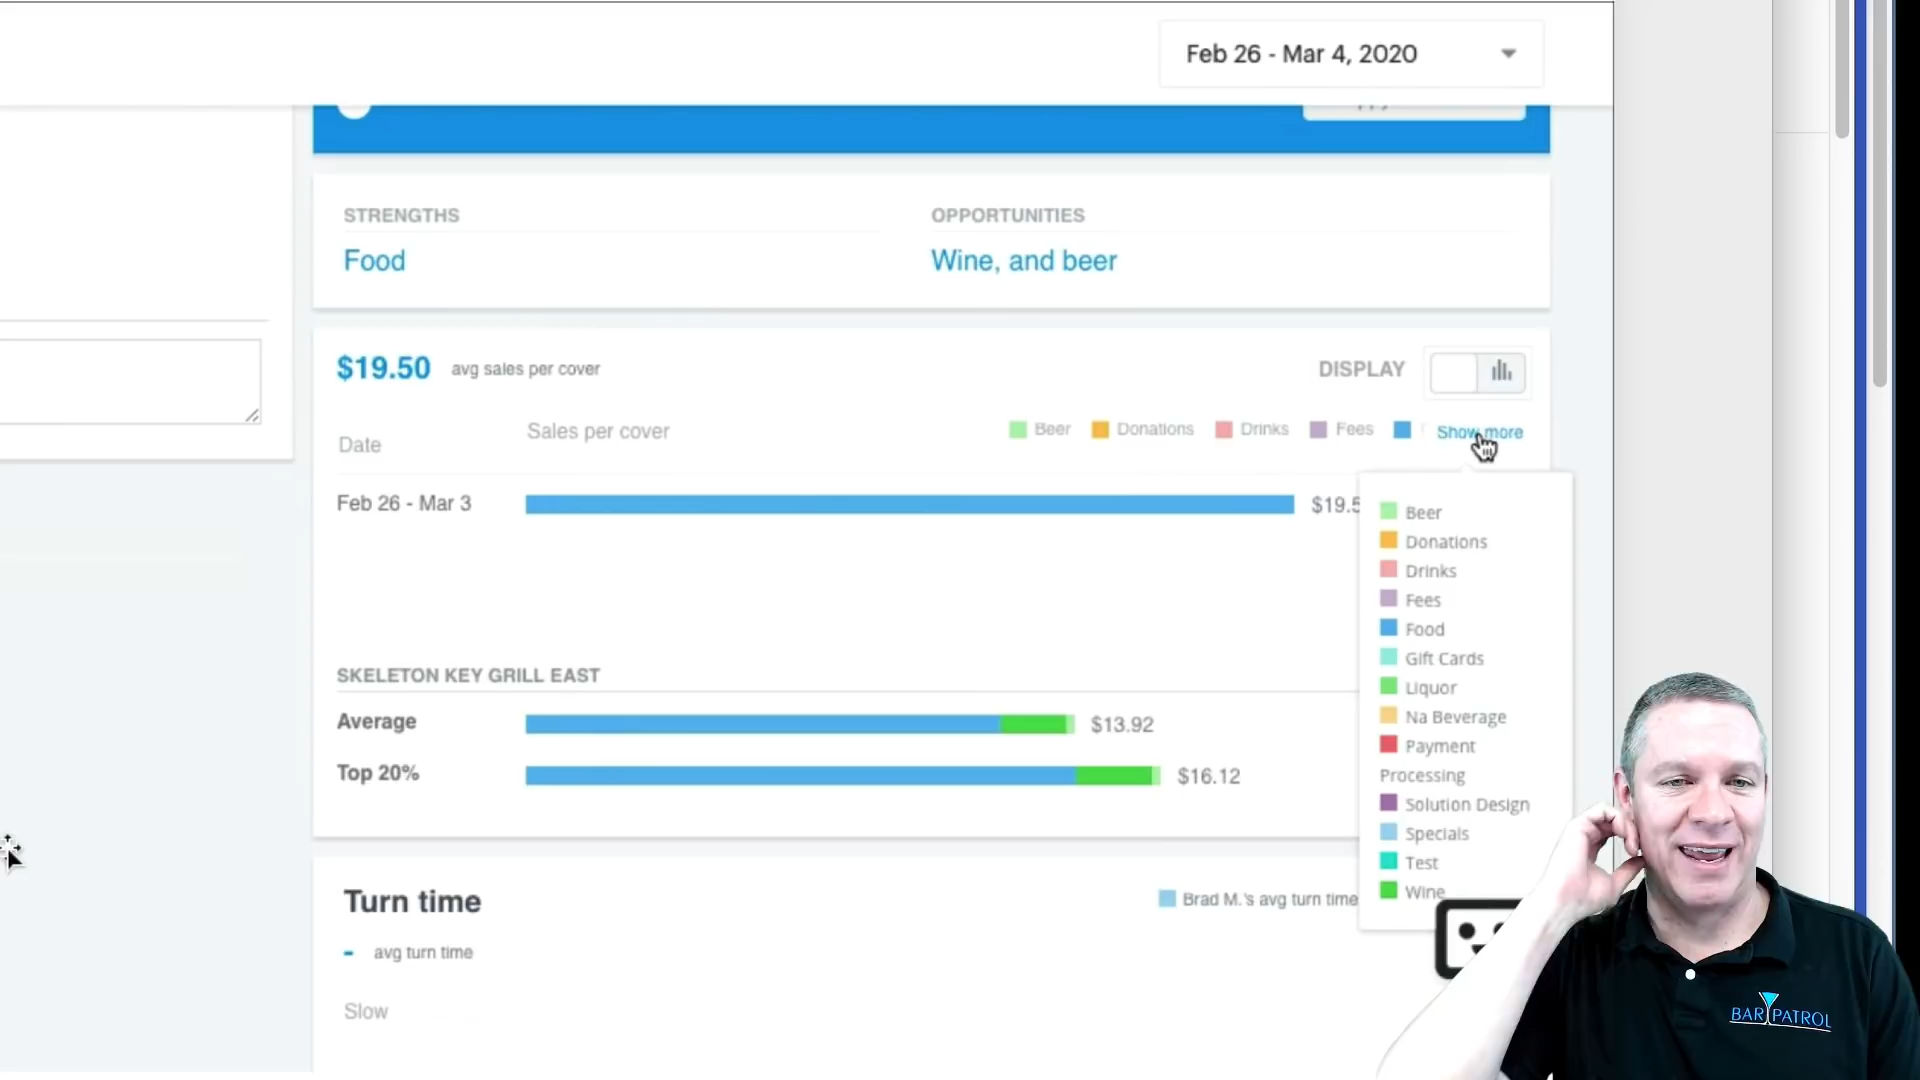 Feb 26 - Mar 4, 2020
STRENGTHS
OPPORTUNITIES
Food
Wine, and beer
$19.50 avg sales per cover
DISPLAY
Date
Sales per cover
Beer Donations Drinks Fees
Show more
Feb 26 - Mar 3
$19.5
Beer
Donations
Drinks
Fees
Food
Gift Cards
Liquor
Na Beverage
Payment
Processing
Solution Design
Specials
Test
Wine
SKELETON KEY GRILL EAST
Average
$13.92
Top 20%
$16.12
Turn time
Brad M.'s avg turn time
- avg turn time
Slow
BAR PATROL